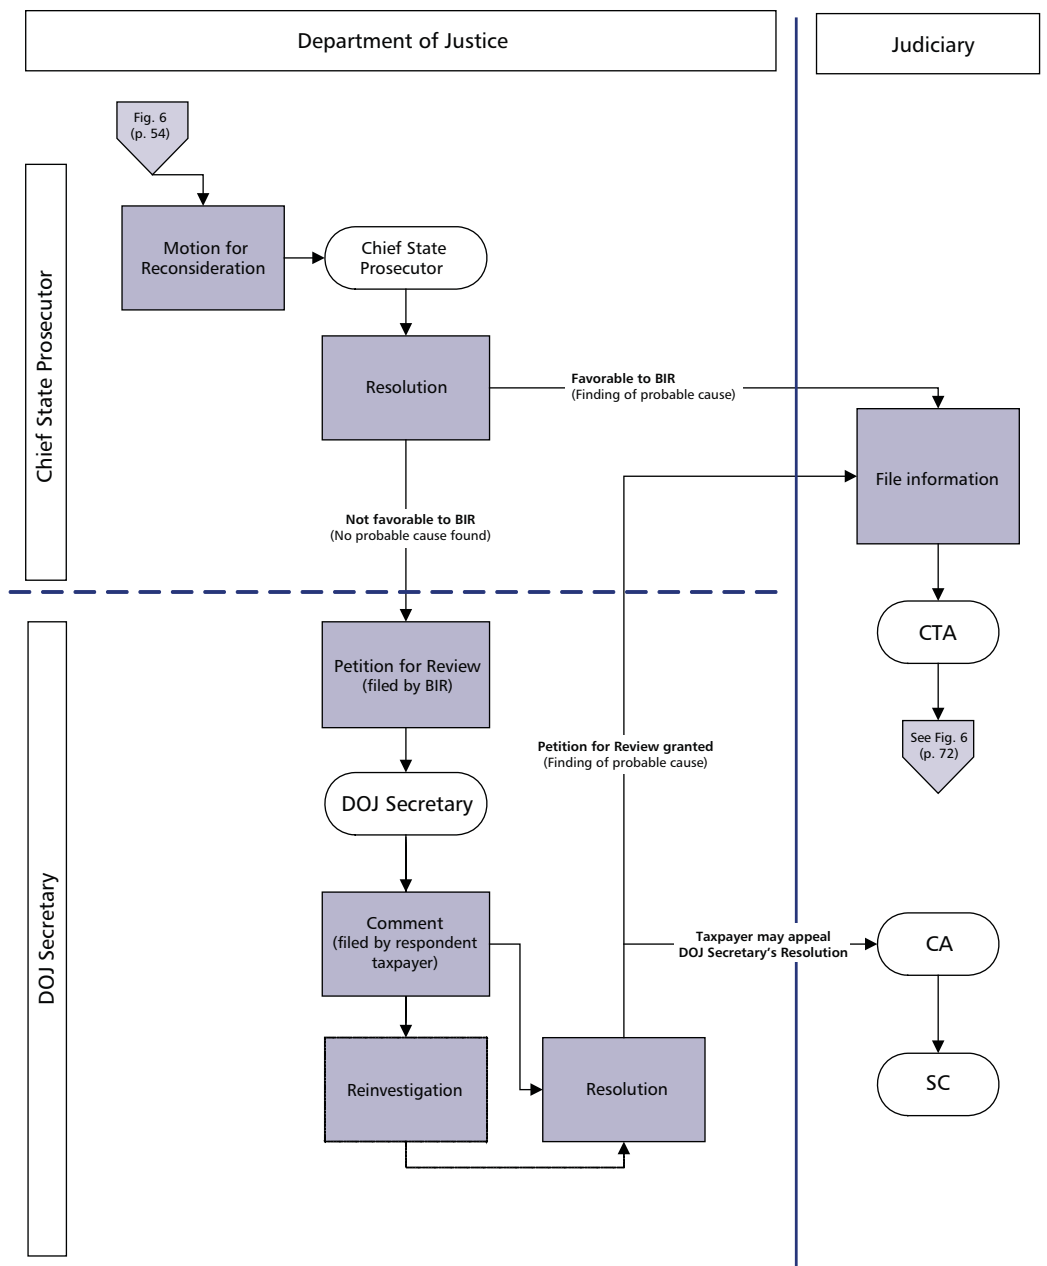 Department of Justice
Judiciary
Fig. 6
(p. 54)
Chief State Prosecutor
Motion for
Reconsideration
Chief State
Prosecutor
Resolution
Favorable to BIR
(Finding of probable cause)
File information
Not favorable to BIR
(No probable cause found)
CTA
See Fig. 6
(p. 72)
DOJ Secretary
Petition for Review
(filed by BIR)
Petition for Review granted
(Finding of probable cause)
DOJ Secretary
Comment
(filed by respondent
taxpayer)
Taxpayer may appeal
DOJ Secretary’s Resolution
CA
Reinvestigation
Resolution
SC